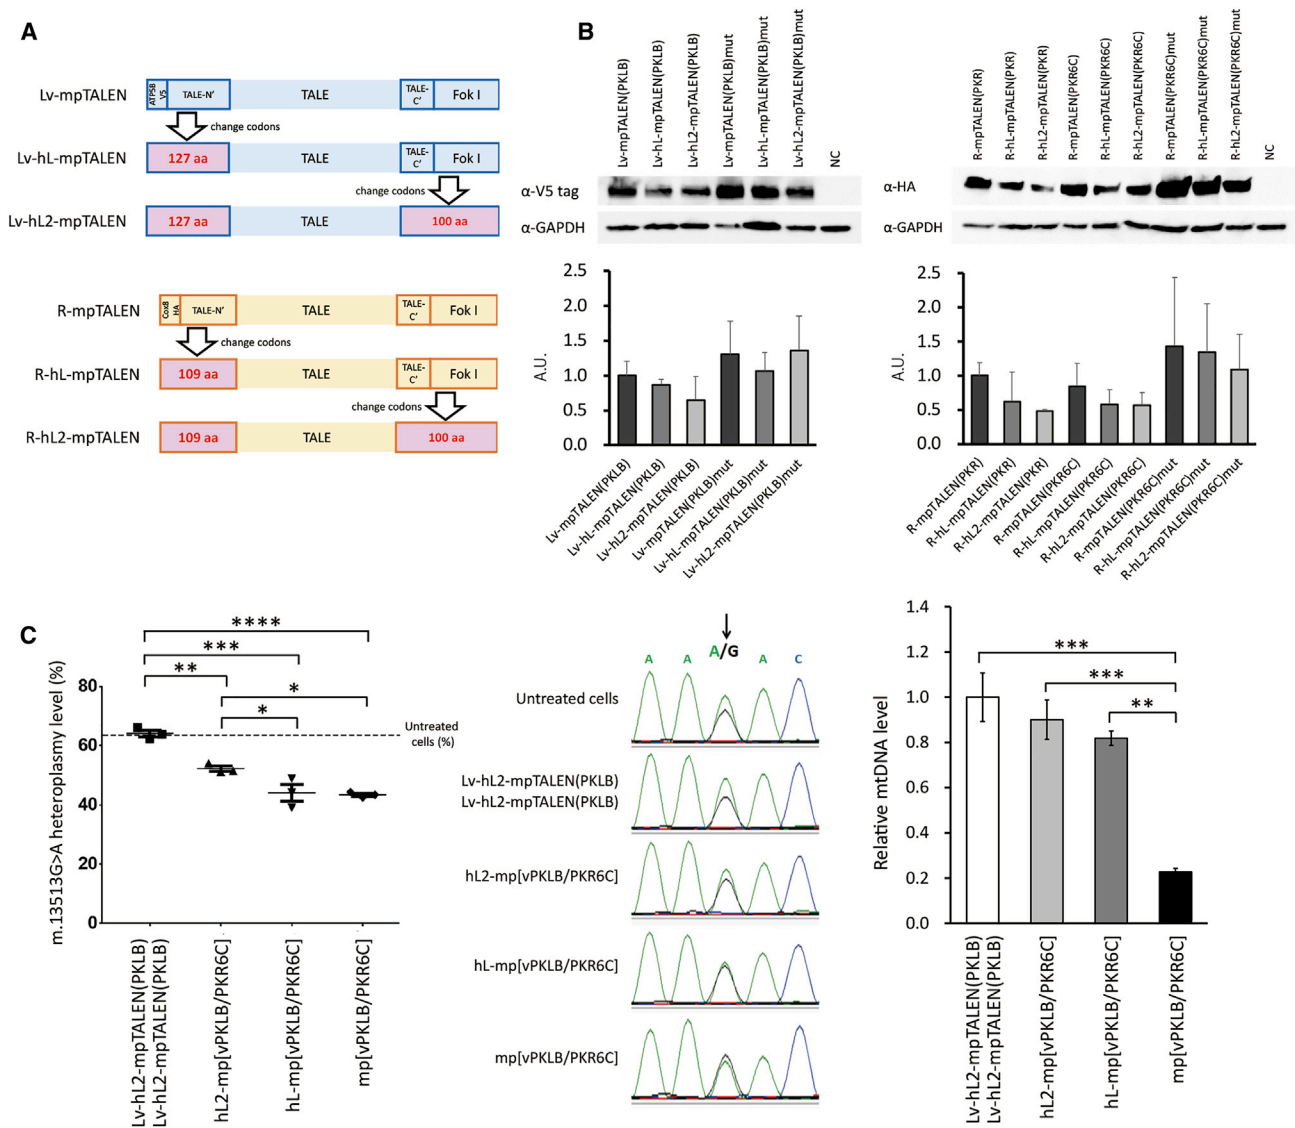 A
Lv-mpTALEN
ATP5B
V5
TALE-N'
TALE
TALE-
C'
Fok I
change codons
Lv-hL-mpTALEN
127 aa
TALE
TALE-
C'
Fok I
change codons
Lv-hL2-mpTALEN
127 aa
TALE
100 aa
R-mpTALEN
Cox8
HA
TALE-N'
TALE
TALE-
C'
Fok I
change codons
R-hL-mpTALEN
109 aa
TALE
TALE-
C'
Fok I
change codons
R-hL2-mpTALEN
109 aa
TALE
100 aa
B
Lv-mpTALEN(PKLB)
Lv-hL-mpTALEN(PKLB)
Lv-hL2-mpTALEN(PKLB)
Lv-mpTALEN(PKLB)mut
Lv-hL-mpTALEN(PKLB)mut
Lv-hL2-mpTALEN(PKLB)mut
NC
α-V5 tag
α-GAPDH
2.5
2.0
1.5
1.0
0.5
0.0
A.U.
Lv-mpTALEN(PKLB)
Lv-hL-mpTALEN(PKLB)
Lv-hL2-mpTALEN(PKLB)
Lv-mpTALEN(PKLB)mut
Lv-hL-mpTALEN(PKLB)mut
Lv-hL2-mpTALEN(PKLB)mut
R-mpTALEN(PKR)
R-hL-mpTALEN(PKR)
R-hL2-mpTALEN(PKR)
R-mpTALEN(PKR6C)
R-hL-mpTALEN(PKR6C)
R-hL2-mpTALEN(PKR6C)
R-mpTALEN(PKR6C)mut
R-hL-mpTALEN(PKR6C)mut
R-hL2-mpTALEN(PKR6C)mut
NC
α-HA
α-GAPDH
2.5
2.0
1.5
1.0
0.5
0.0
A.U.
R-mpTALEN(PKR)
R-hL-mpTALEN(PKR)
R-hL2-mpTALEN(PKR)
R-mpTALEN(PKR6C)
R-hL-mpTALEN(PKR6C)
R-hL2-mpTALEN(PKR6C)
R-mpTALEN(PKR6C)mut
R-hL-mpTALEN(PKR6C)mut
R-hL2-mpTALEN(PKR6C)mut
C
m.13513G>A heteroplasmy level (%)
80
60
40
20
0
****
***
**
*
*
Untreated
cells (%)
Lv-hL2-mpTALEN(PKLB)
Lv-hL2-mpTALEN(PKLB)
hL2-mp[vPKLB/PKR6C]
hL-mp[vPKLB/PKR6C]
mp[vPKLB/PKR6C]
A A A/G A C
Untreated cells
Lv-hL2-mpTALEN(PKLB)
Lv-hL2-mpTALEN(PKLB)
hL2-mp[vPKLB/PKR6C]
hL-mp[vPKLB/PKR6C]
mp[vPKLB/PKR6C]
Relative mtDNA level
1.4
1.2
1.0
0.8
0.6
0.4
0.2
0.0
***
***
**
Lv-hL2-mpTALEN(PKLB)
Lv-hL2-mpTALEN(PKLB)
hL2-mp[vPKLB/PKR6C]
hL-mp[vPKLB/PKR6C]
mp[vPKLB/PKR6C]